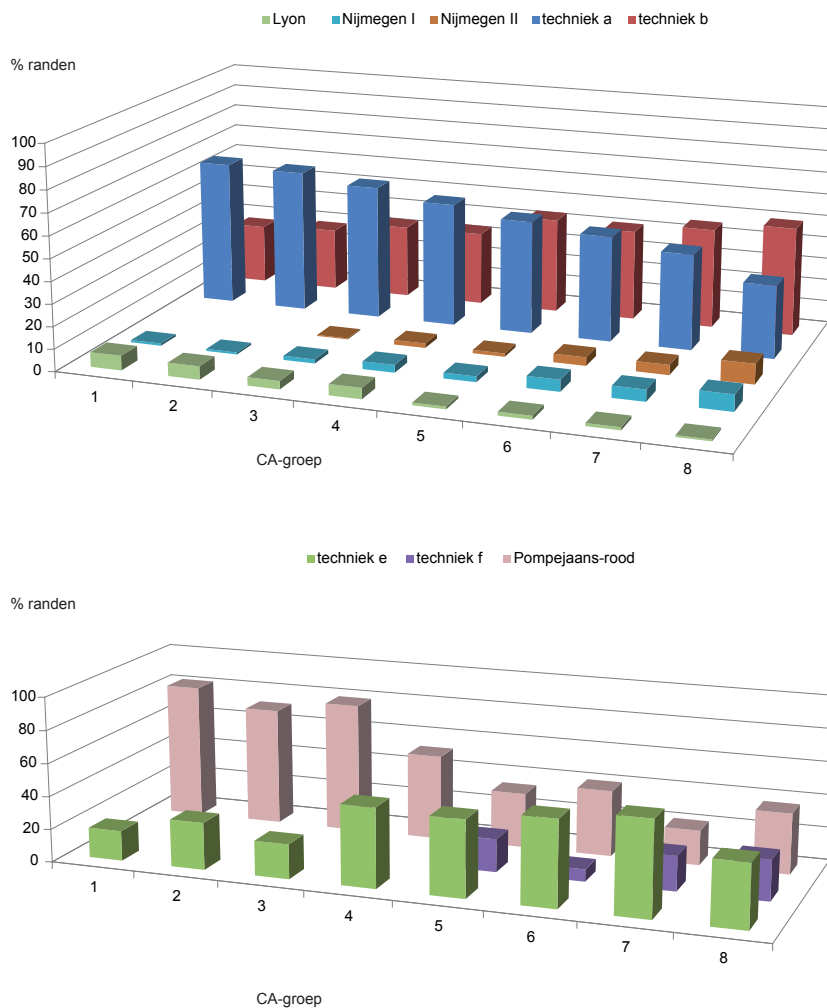 Lyon Nijmegen I Nijmegen II techniek a techniek b
% randen
100
90
80
70
60
50
40
30
20
10
0
1 2 3 4 5 6 7 8
CA-groep
techniek e techniek f Pompejaans-rood
% randen
100
80
60
40
20
0
1 2 3 4 5 6 7 8
CA-groep